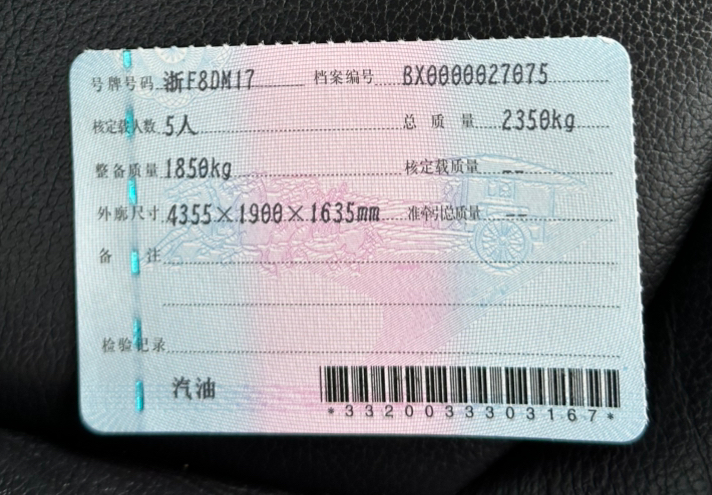 号牌号码 浙F8DM17 档案编号 BX0000027075
核定载人数 5人 总质量 2350kg
整备质量 1850kg 核定载质量 --
外廓尺寸 4355×1900×1635mm 准牵引总质量 --
备注
检验记录
汽油
*3320033303167*